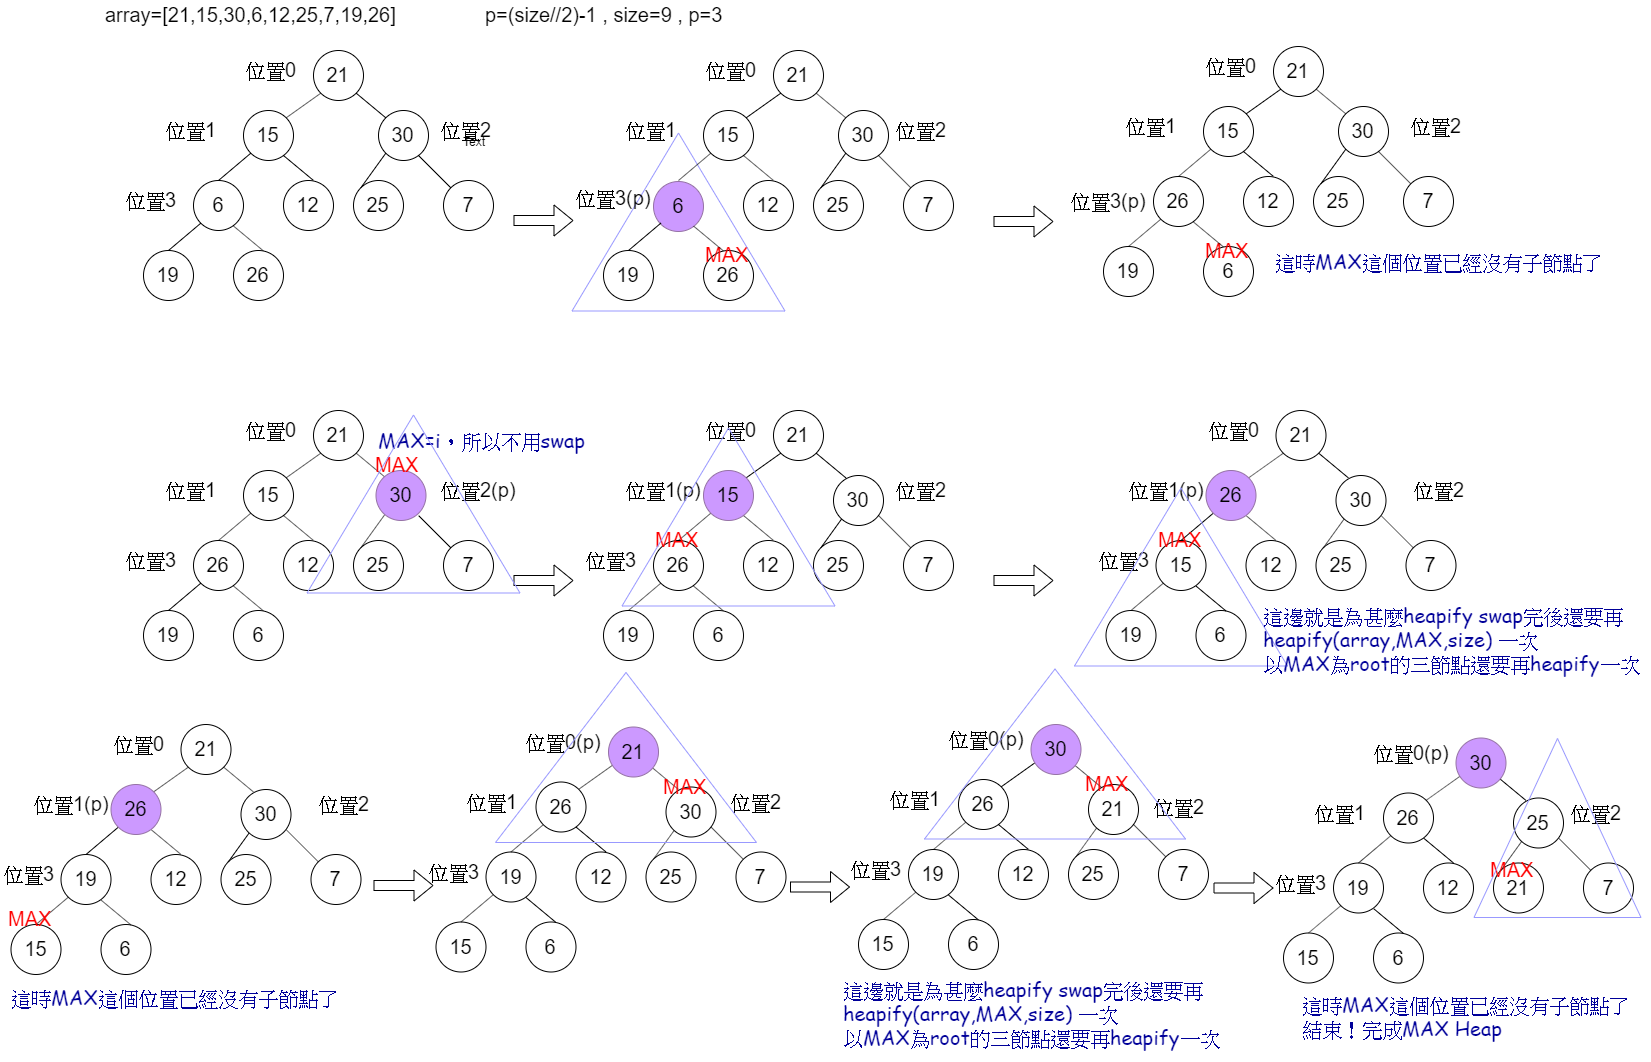 array=[21,15,30,6,12,25,7,19,26]
p=(size//2)-1 , size=9 , p=3
位置0
21
位置1
15
30
位置2
Text
位置3
6
12
25
7
19
26
位置0
21
位置1
15
30
位置2
位置3(p)
6
12
25
7
MAX
19
26
位置0
21
位置1
15
30
位置2
位置3(p)
26
12
25
7
MAX
19
6
這時MAX這個位置已經沒有子節點了
位置0
21
MAX=i，所以不用swap
MAX
位置1
15
30
位置2(p)
位置3
26
12
25
7
19
6
位置0
21
位置1(p)
15
30
位置2
MAX
位置3
26
12
25
7
19
6
位置0
21
位置1(p)
26
30
位置2
MAX
位置3
15
12
25
7
19
6
這邊就是為甚麼heapify swap完後還要再
heapify(array,MAX,size) 一次
以MAX為root的三節點還要再heapify一次
位置0
21
位置1(p)
26
30
位置2
位置3
19
12
25
7
MAX
15
6
這時MAX這個位置已經沒有子節點了
位置0(p)
21
MAX
位置1
26
30
位置2
位置3
19
12
25
7
15
6
位置0(p)
30
MAX
位置1
26
21
位置2
位置3
19
12
25
7
15
6
這邊就是為甚麼heapify swap完後還要再
heapify(array,MAX,size) 一次
以MAX為root的三節點還要再heapify一次
位置0(p)
30
位置1
26
25
位置2
MAX
位置3
19
12
21
7
15
6
這時MAX這個位置已經沒有子節點了
結束！完成MAX Heap